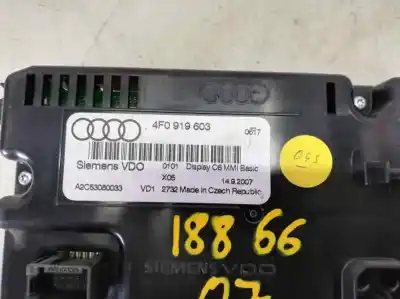 4F0 919 603
0617
Siemens VDO 0101 Display C6 MMI Basic
X05 14.9.2007
A2C53080033 VD1 2732 Made in Czech Republic
188 66
SIEMENS VDO
07